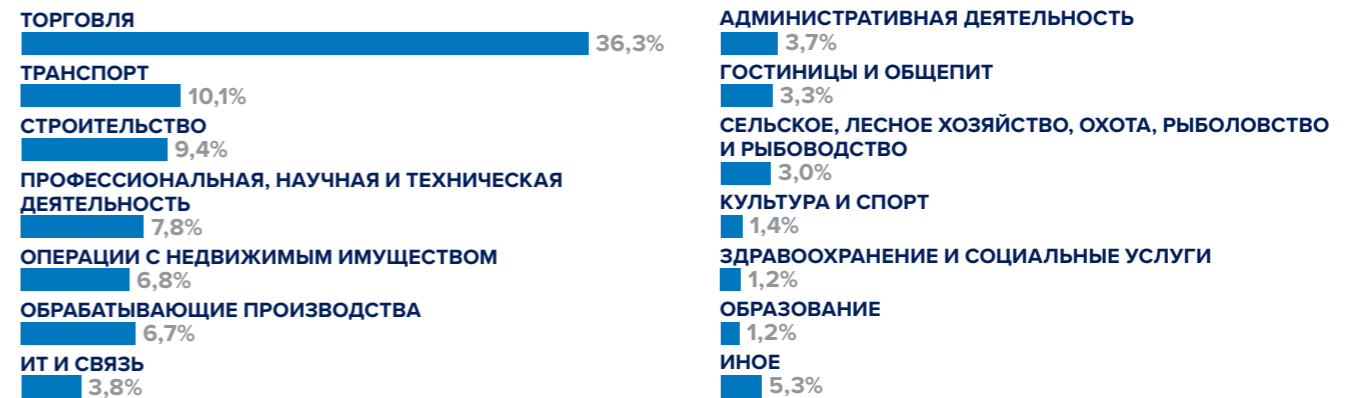 ТОРГОВЛЯ
36,3%
ТРАНСПОРТ
10,1%
СТРОИТЕЛЬСТВО
9,4%
ПРОФЕССИОНАЛЬНАЯ, НАУЧНАЯ И ТЕХНИЧЕСКАЯ
ДЕЯТЕЛЬНОСТЬ
7,8%
ОПЕРАЦИИ С НЕДВИЖИМЫМ ИМУЩЕСТВОМ
6,8%
ОБРАБАТЫВАЮЩИЕ ПРОИЗВОДСТВА
6,7%
ИТ И СВЯЗЬ
3,8%
АДМИНИСТРАТИВНАЯ ДЕЯТЕЛЬНОСТЬ
3,7%
ГОСТИНИЦЫ И ОБЩЕПИТ
3,3%
СЕЛЬСКОЕ, ЛЕСНОЕ ХОЗЯЙСТВО, ОХОТА, РЫБОЛОВСТВО
И РЫБОВОДСТВО
3,0%
КУЛЬТУРА И СПОРТ
1,4%
ЗДРАВООХРАНЕНИЕ И СОЦИАЛЬНЫЕ УСЛУГИ
1,2%
ОБРАЗОВАНИЕ
1,2%
ИНОЕ
5,3%